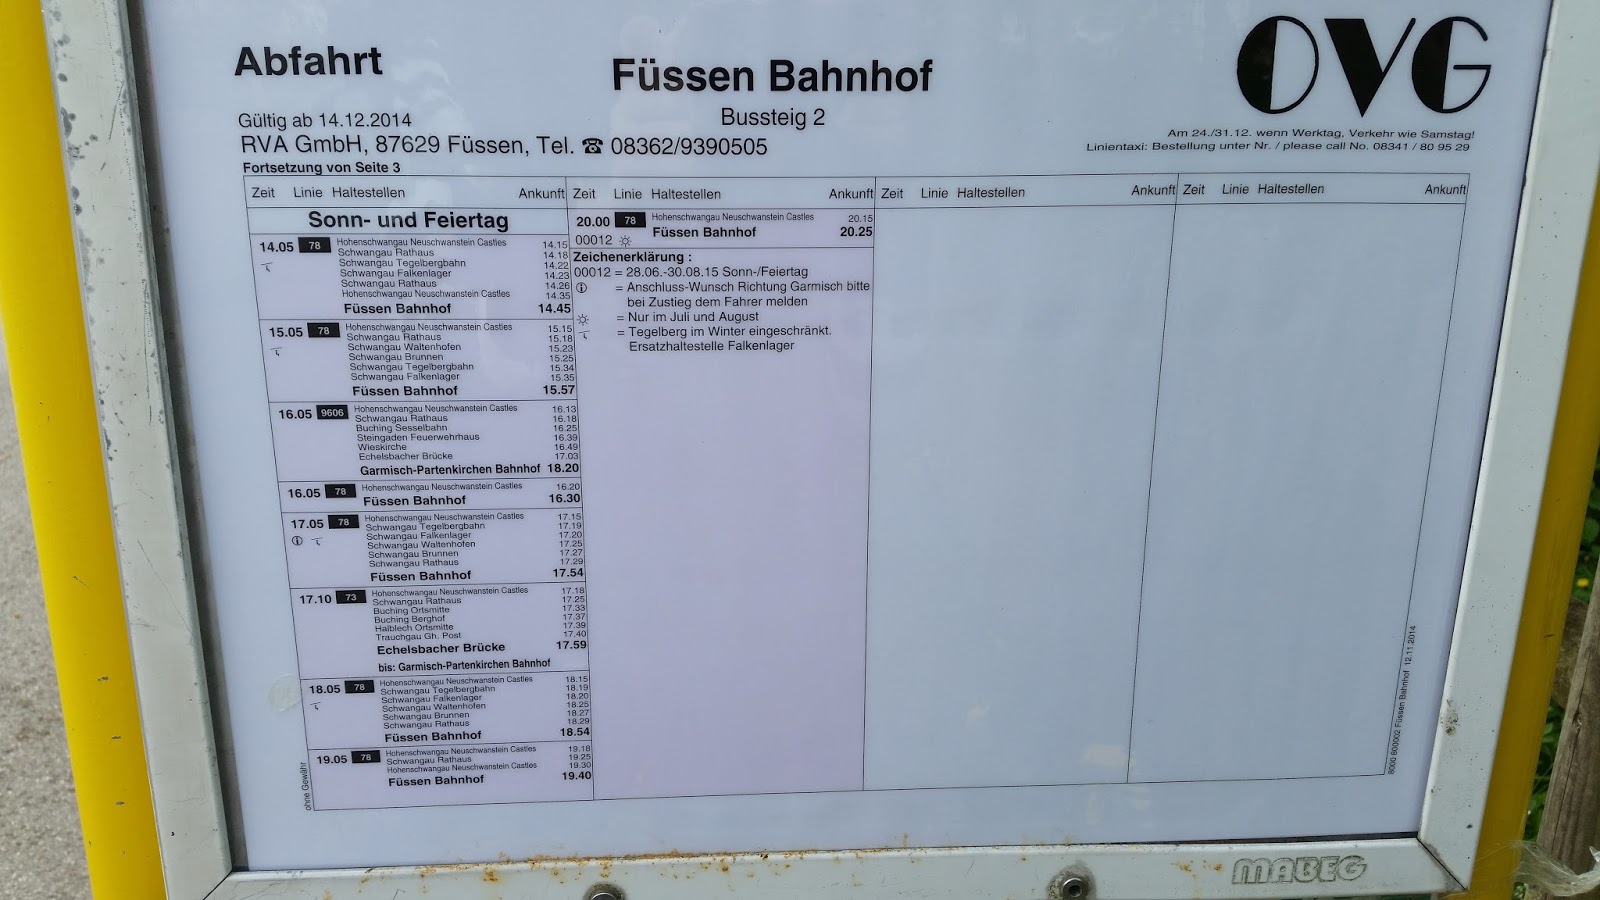 Abfahrt
Füssen Bahnhof
OVG
Bussteig 2
Gültig ab 14.12.2014
RVA GmbH, 87629 Füssen, Tel. ☎ 08362/9390505
Am 24./31.12. wenn Werktag, Verkehr wie Samstag!
Linientaxi: Bestellung unter Nr. / please call No. 08341 / 80 95 29
Fortsetzung von Seite 3
Zeit Linie Haltestellen Ankunft Zeit Linie Haltestellen Ankunft Zeit Linie Haltestellen Ankunft Zeit Linie Haltestellen Ankunft
Sonn- und Feiertag
14.05 78 Hohenschwangau Neuschwanstein Castles 14.15
Schwangau Rathaus 14.18
Schwangau Tegelbergbahn 14.22
Schwangau Falkenlager 14.23
Schwangau Rathaus 14.26
Hohenschwangau Neuschwanstein Castles 14.35
Füssen Bahnhof 14.45
15.05 78 Hohenschwangau Neuschwanstein Castles 15.15
Schwangau Rathaus 15.18
Schwangau Waltenhofen 15.23
Schwangau Brunnen 15.25
Schwangau Tegelbergbahn 15.34
Schwangau Falkenlager 15.35
Füssen Bahnhof 15.57
16.05 9606 Hohenschwangau Neuschwanstein Castles 16.13
Schwangau Rathaus 16.18
Buching Sesselbahn 16.25
Steingaden Feuerwehrhaus 16.39
Wieskirche 16.49
Echelsbacher Brücke 17.03
Garmisch-Partenkirchen Bahnhof 18.20
16.05 78 Hohenschwangau Neuschwanstein Castles 16.20
Füssen Bahnhof 16.30
17.05 78 Hohenschwangau Neuschwanstein Castles 17.15
Schwangau Tegelbergbahn 17.19
Schwangau Falkenlager 17.20
Schwangau Waltenhofen 17.25
Schwangau Brunnen 17.27
Schwangau Rathaus 17.29
Füssen Bahnhof 17.54
17.10 73 Hohenschwangau Neuschwanstein Castles 17.18
Schwangau Rathaus 17.25
Buching Ortsmitte 17.33
Buching Berghof 17.37
Halblech Ortsmitte 17.39
Trauchgau Gh. Post 17.40
Echelsbacher Brücke 17.59
bis: Garmisch-Partenkirchen Bahnhof
18.05 78 Hohenschwangau Neuschwanstein Castles 18.15
Schwangau Tegelbergbahn 18.19
Schwangau Falkenlager 18.20
Schwangau Waltenhofen 18.25
Schwangau Brunnen 18.27
Schwangau Rathaus 18.29
Füssen Bahnhof 18.54
19.05 78 Hohenschwangau Neuschwanstein Castles 19.18
Schwangau Rathaus 19.25
Hohenschwangau Neuschwanstein Castles 19.30
Füssen Bahnhof 19.40
20.00 78 Hohenschwangau Neuschwanstein Castles 20.15
Füssen Bahnhof 20.25
00012 ☼
Zeichenerklärung :
00012 = 28.06.-30.08.15 Sonn-/Feiertag
ⓘ = Anschluss-Wunsch Richtung Garmisch bitte
bei Zustieg dem Fahrer melden
☼ = Nur im Juli und August
= Tegelberg im Winter eingeschränkt.
Ersatzhaltestelle Falkenlager
ohne Gewähr
8000 800002 Füssen Bahnhof 12.11.2014
MABEG